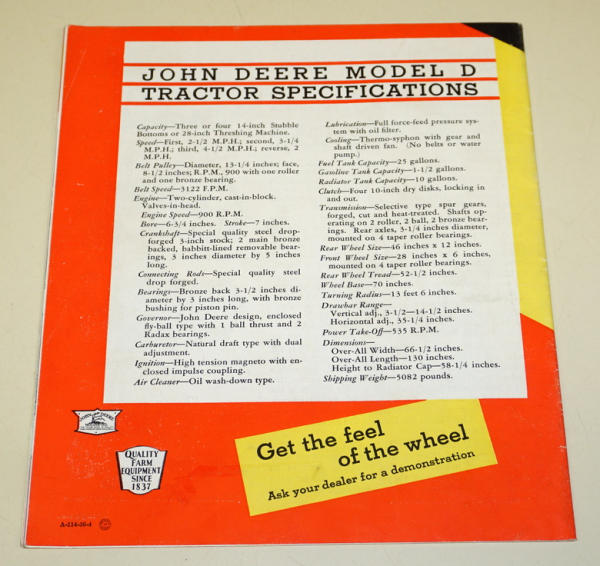 JOHN DEERE MODEL D
TRACTOR SPECIFICATIONS
Capacity—Three or four 14-inch Stubble
Bottoms or 28-inch Threshing Machine.
Speed—First, 2-1/2 M.P.H.; second, 3-1/4
M.P.H.; third, 4-1/2 M.P.H.; reverse, 2
M.P.H.
Belt Pulley—Diameter, 13-1/4 inches; face,
8-1/2 inches; R.P.M., 900 with one roller
and one bronze bearing.
Belt Speed—3122 F.P.M.
Engine—Two-cylinder, cast-in-block.
Valves-in-head.
Engine Speed—900 R.P.M.
Bore—6-3/4 inches. Stroke—7 inches.
Crankshaft—Special quality steel drop-
forged 3-inch stock; 2 main bronze
backed, babbitt-lined removable bear-
ings, 3 inches diameter by 5 inches
long.
Connecting Rods—Special quality steel
drop forged.
Bearings—Bronze back 3-1/2 inches di-
ameter by 3 inches long, with bronze
bushing for piston pin.
Governor—John Deere design, enclosed
fly-ball type with 1 ball thrust and 2
Radax bearings.
Carburetor—Natural draft type with dual
adjustment.
Ignition—High tension magneto with en-
closed impulse coupling.
Air Cleaner—Oil wash-down type.
Lubrication—Full force-feed pressure sys-
tem with oil filter.
Cooling—Thermo-syphon with gear and
shaft driven fan. (No belts or water
pump.)
Fuel Tank Capacity—25 gallons.
Gasoline Tank Capacity—1-1/2 gallons.
Radiator Tank Capacity—10 gallons.
Clutch—Four 10-inch dry disks, locking in
and out.
Transmission—Selective type spur gears,
forged, cut and heat-treated. Shafts op-
erating on 2 roller, 2 ball, 2 bronze bear-
ings. Rear axles, 3-1/4 inches diameter,
mounted on 4 taper roller bearings.
Rear Wheel Size—46 inches x 12 inches.
Front Wheel Size—28 inches x 6 inches,
mounted on 4 taper roller bearings.
Rear Wheel Tread—52-1/2 inches.
Wheel Base—70 inches.
Turning Radius—13 feet 6 inches.
Drawbar Range—
Vertical adj., 3-1/2—14-1/2 inches.
Horizontal adj., 35-1/4 inches.
Power Take-Off—535 R.P.M.
Dimensions—
Over-All Width—66-1/2 inches.
Over-All Length—130 inches.
Height to Radiator Cap—58-1/4 inches.
Shipping Weight—5082 pounds.
JOHN DEERE
QUALITY
FARM
EQUIPMENT
SINCE
1837
Get the feel
of the wheel
Ask your dealer for a demonstration
A-114-36-4